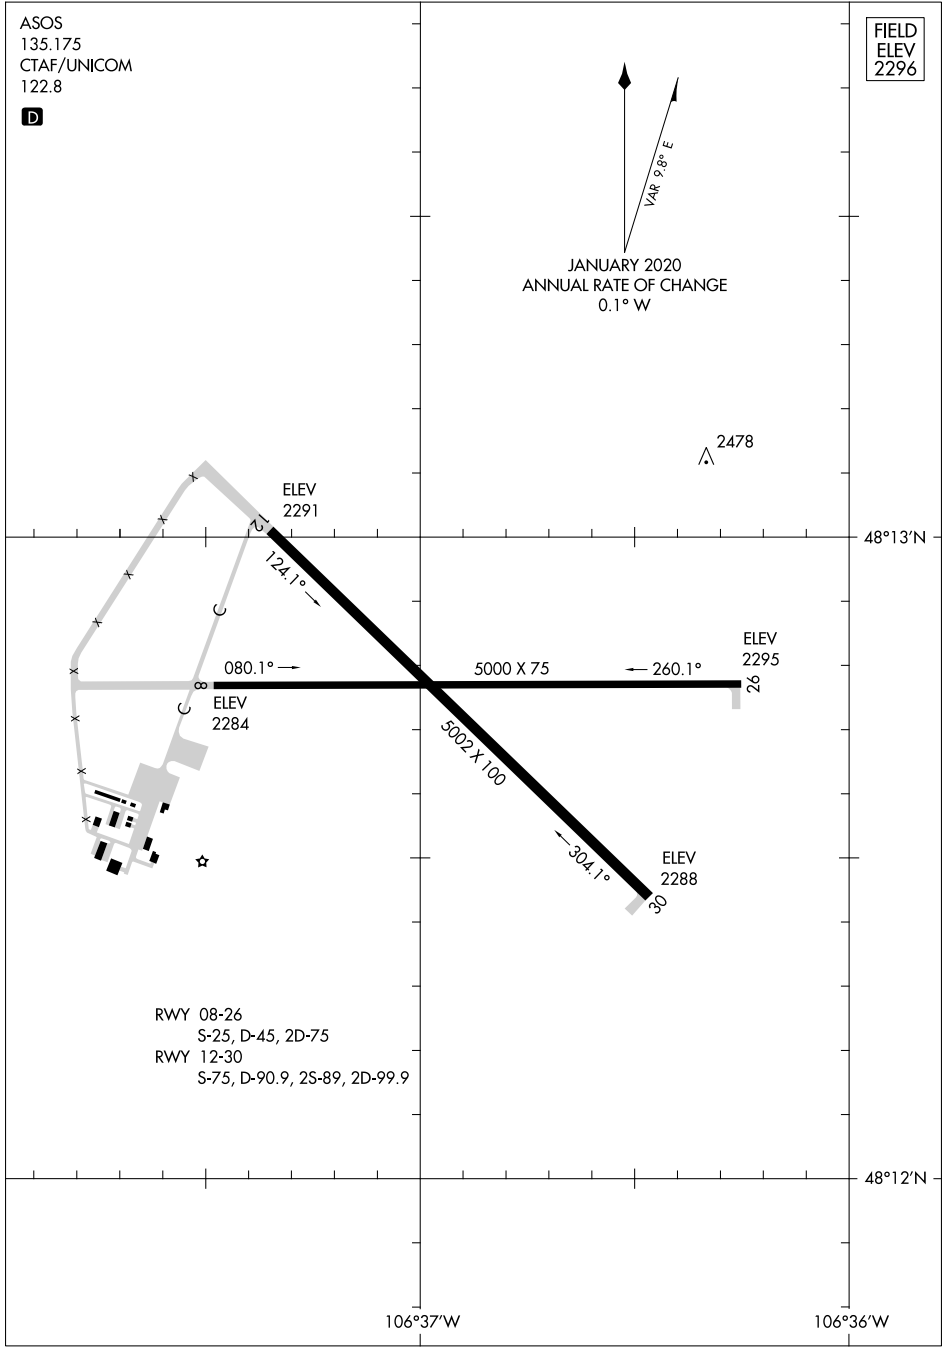 ASOS
135.175
CTAF/UNICOM
122.8
D
FIELD
ELEV
2296
VAR 9.8° E
JANUARY 2020
ANNUAL RATE OF CHANGE
0.1° W
2478
X
X
X
X
X
X
X
X
ELEV
2291
12
124.1°
48°13'N
C
080.1°
5000 X 75
260.1°
ELEV
2295
26
8
ELEV
2284
C
5002 X 100
304.1°
ELEV
2288
30
RWY 08-26
S-25, D-45, 2D-75
RWY 12-30
S-75, D-90.9, 2S-89, 2D-99.9
48°12'N
106°37'W
106°36'W